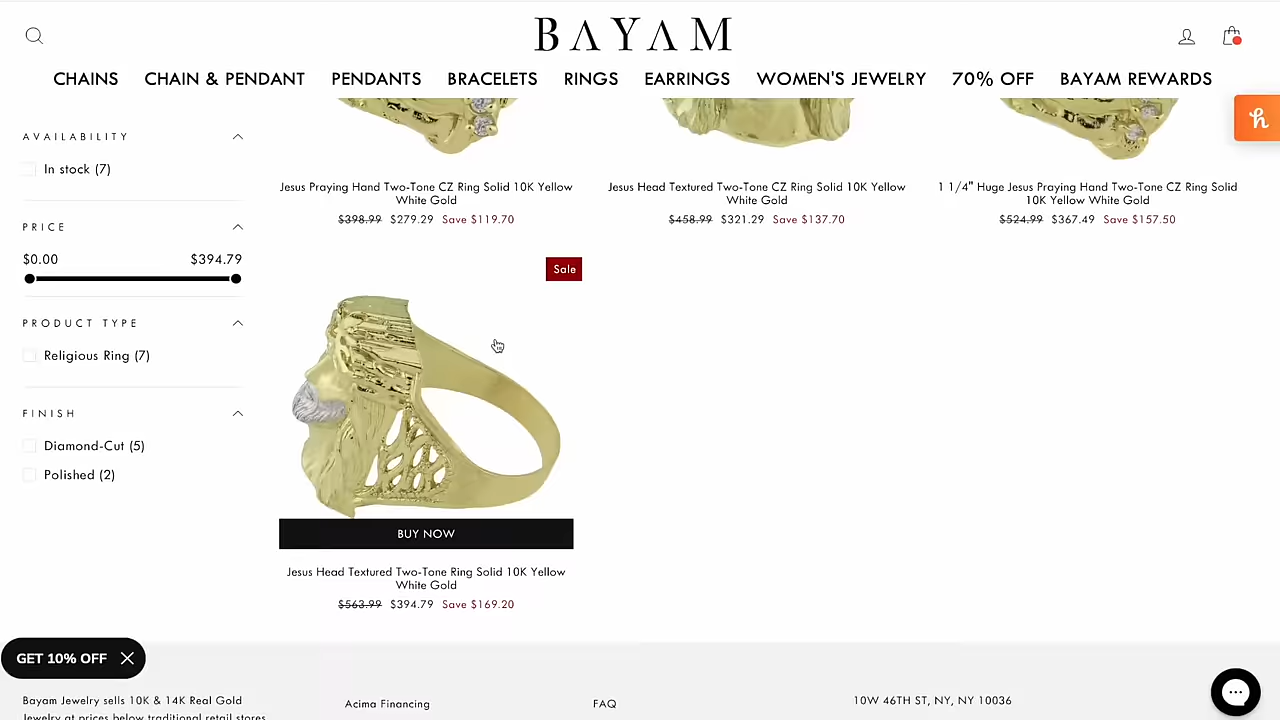 BAYAM
CHAINS CHAIN & PENDANT PENDANTS BRACELETS RINGS EARRINGS WOMEN'S JEWELRY 70% OFF BAYAM REWARDS
AVAILABILITY
In stock (7)
PRICE
$0.00 $394.79
PRODUCT TYPE
Religious Ring (7)
FINISH
Diamond-Cut (5)
Polished (2)
Jesus Praying Hand Two-Tone CZ Ring Solid 10K Yellow
White Gold
$398.99 $279.29 Save $119.70
Jesus Head Textured Two-Tone CZ Ring Solid 10K Yellow
White Gold
$458.99 $321.29 Save $137.70
1 1/4" Huge Jesus Praying Hand Two-Tone CZ Ring Solid
10K Yellow White Gold
$524.99 $367.49 Save $157.50
Sale
BUY NOW
Jesus Head Textured Two-Tone Ring Solid 10K Yellow
White Gold
$563.99 $394.79 Save $169.20
GET 10% OFF
Bayam Jewelry sells 10K & 14K Real Gold
Jewelry at prices below traditional retail stores
Acima Financing
FAQ
10W 46TH ST, NY, NY 10036